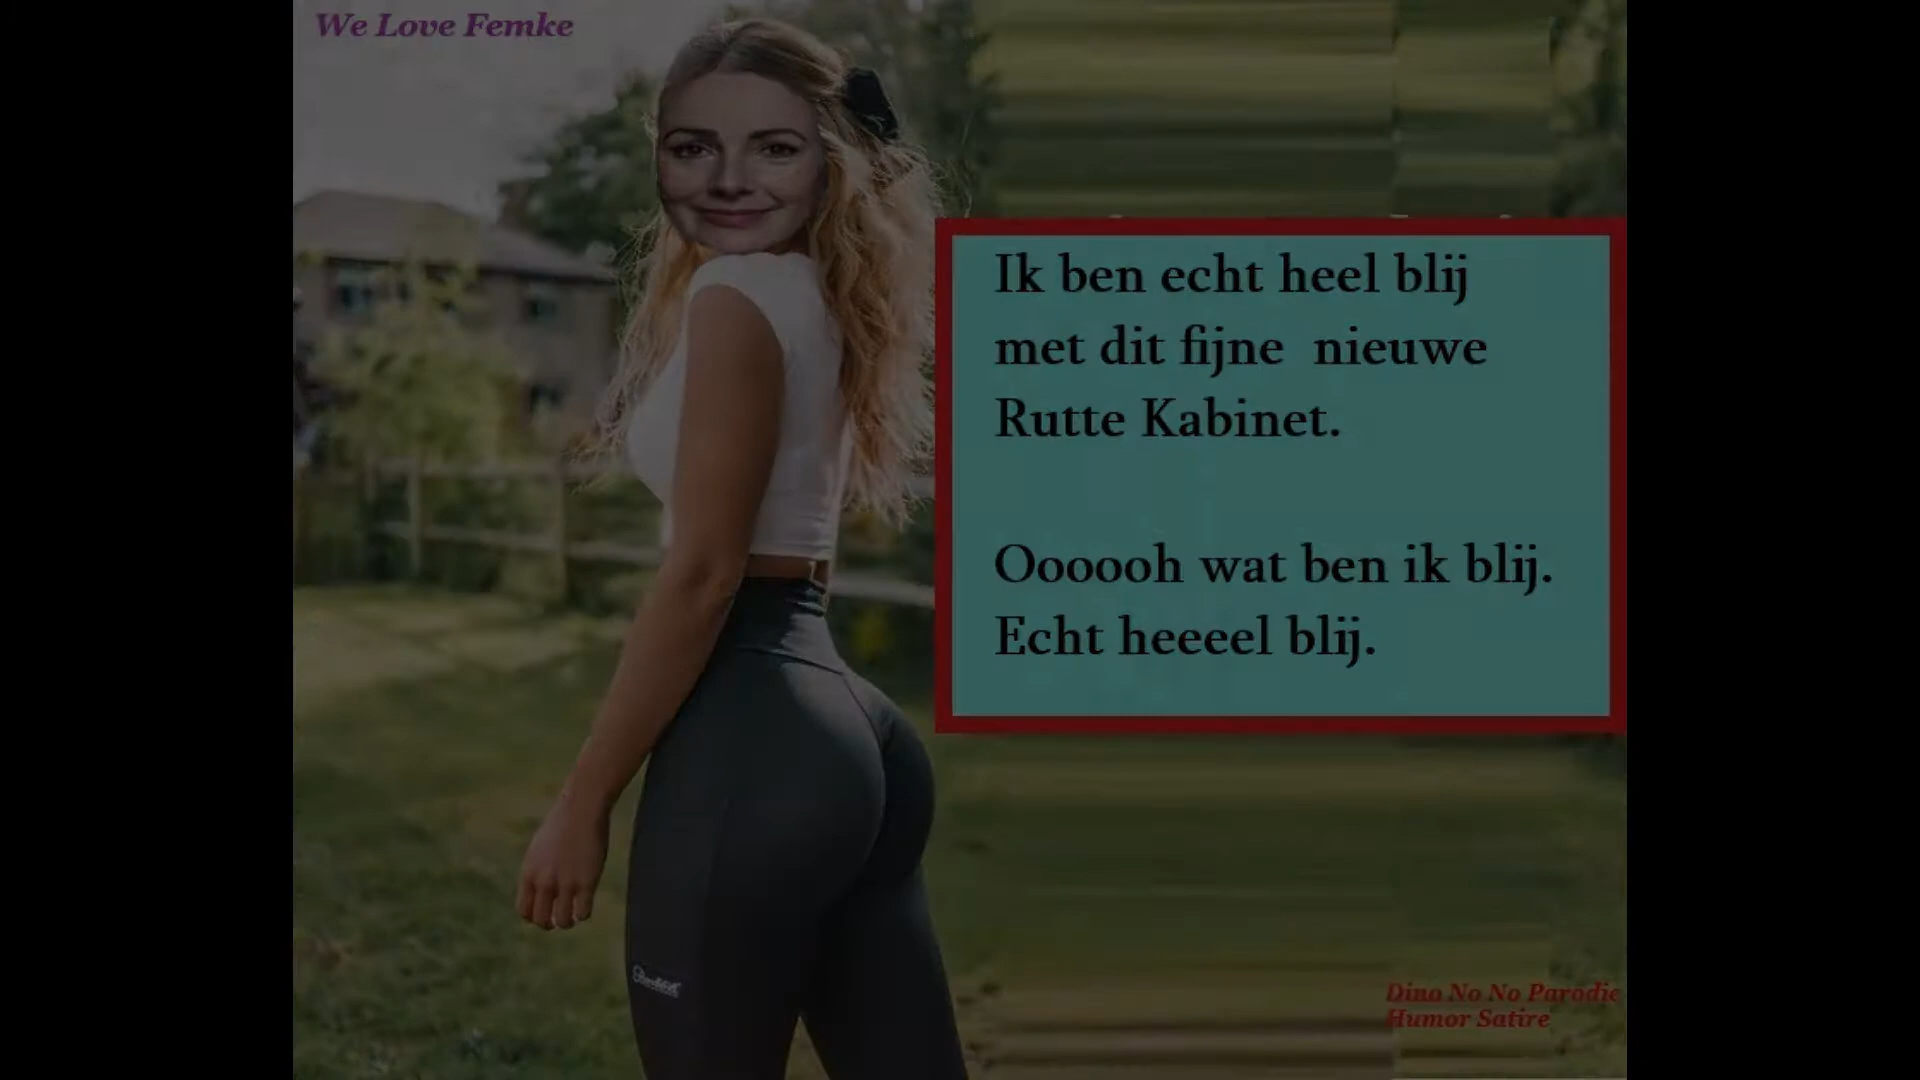 We Love Femke
Ik ben echt heel blij
met dit fijne nieuwe
Rutte Kabinet.
Oooooh wat ben ik blij.
Echt heeeel blij.
Dino No No Parodie
Humor Satire